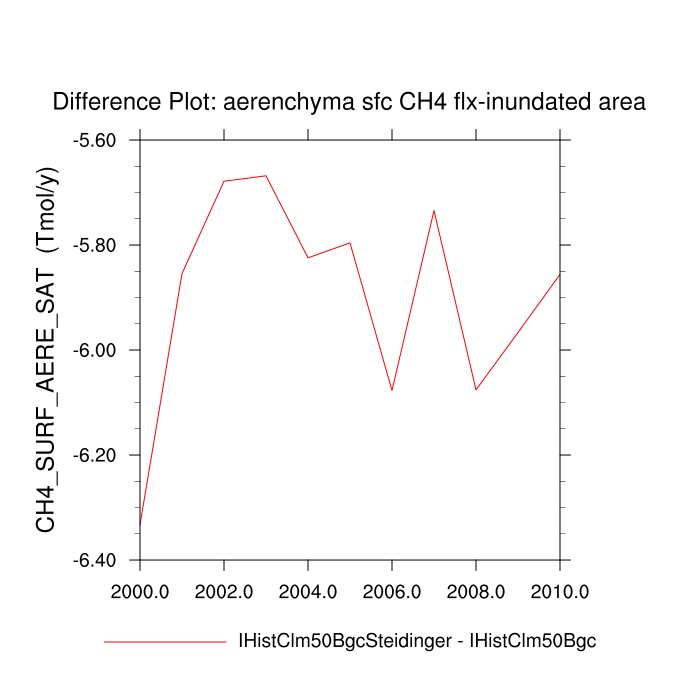 Difference Plot: aerenchyma sfc CH4 flx-inundated area
CH4_SURF_AERE_SAT (Tmol/y)
-5.60
-5.80
-6.00
-6.20
-6.40
2000.0 2002.0 2004.0 2006.0 2008.0 2010.0
IHistClm50BgcSteidinger - IHistClm50Bgc